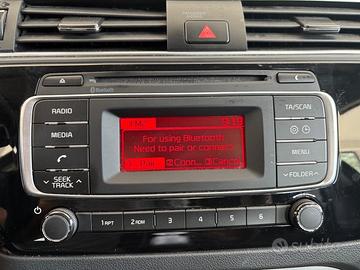 Bluetooth
RADIO
MEDIA
SEEK
TRACK
For using Bluetooth,
Need to pair or connect
Pair
Conn...
Cancel
TA/SCAN
MENU
FOLDER
1 RPT
2 RDM
3
4
5
6
subito